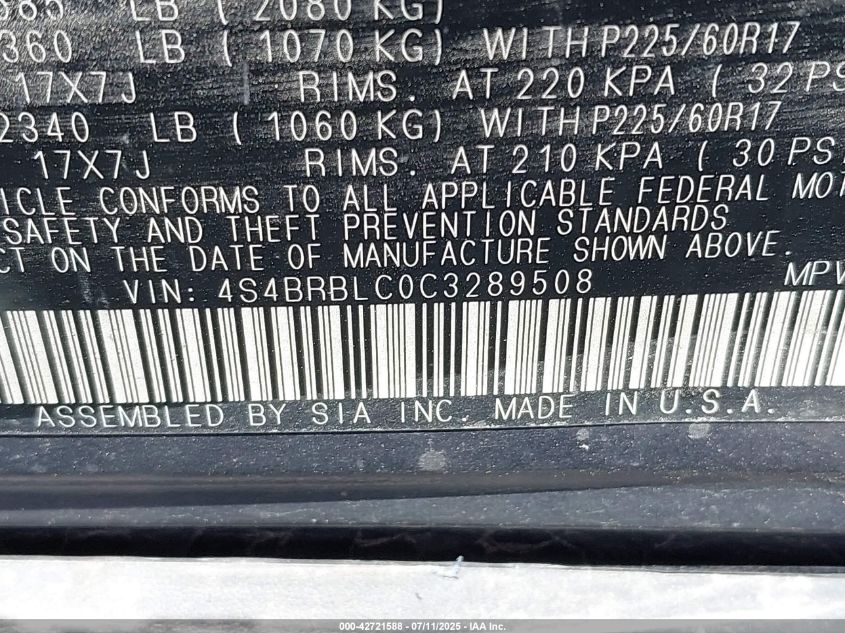 LB ( 2080 KG)
360 LB ( 1070 KG) WITH P225/60R17
17X7J RIMS. AT 220 KPA ( 32 PS
2340 LB ( 1060 KG) WITH P225/60R17
17X7J RIMS. AT 210 KPA ( 30 PSI
ICLE CONFORMS TO ALL APPLICABLE FEDERAL MOT
SAFETY AND THEFT PREVENTION STANDARDS
CT ON THE DATE OF MANUFACTURE SHOWN ABOVE.
VIN: 4S4BRBLC0C3289508 MPV
ASSEMBLED BY SIA INC. MADE IN U.S.A.
000-42721588 - 07/11/2025 - IAA Inc.